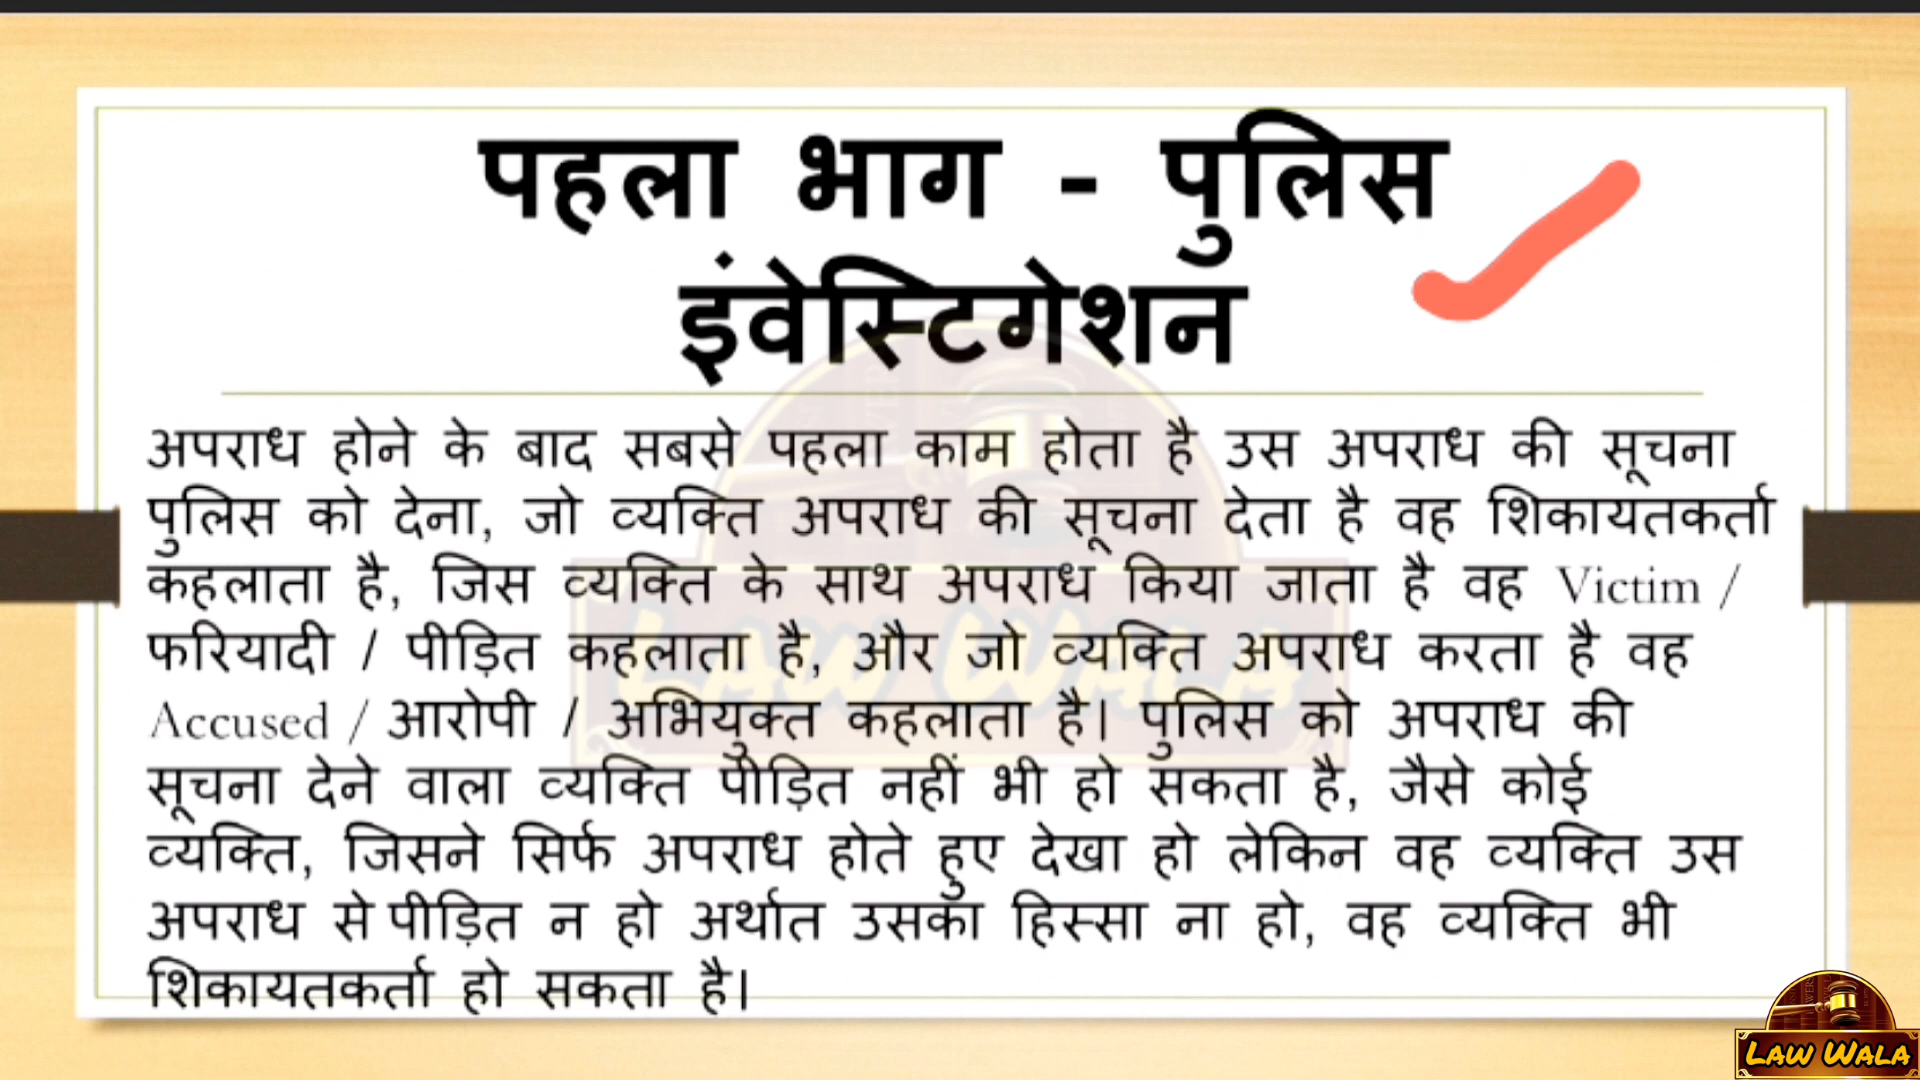 पहला भाग - पुलिस
इंवेस्टिगेशन
अपराध होने के बाद सबसे पहला काम होता है उस अपराध की सूचना
पुलिस को देना, जो व्यक्ति अपराध की सूचना देता है वह शिकायतकर्ता
कहलाता है, जिस व्यक्ति के साथ अपराध किया जाता है वह Victim /
फरियादी / पीड़ित कहलाता है, और जो व्यक्ति अपराध करता है वह
Accused / आरोपी / अभियुक्त कहलाता है। पुलिस को अपराध की
सूचना देने वाला व्यक्ति पीड़ित नहीं भी हो सकता है, जैसे कोई
व्यक्ति, जिसने सिर्फ अपराध होते हुए देखा हो लेकिन वह व्यक्ति उस
अपराध से पीड़ित न हो अर्थात उसका हिस्सा ना हो, वह व्यक्ति भी
शिकायतकर्ता हो सकता है।
LAW WALA
LAW WALA